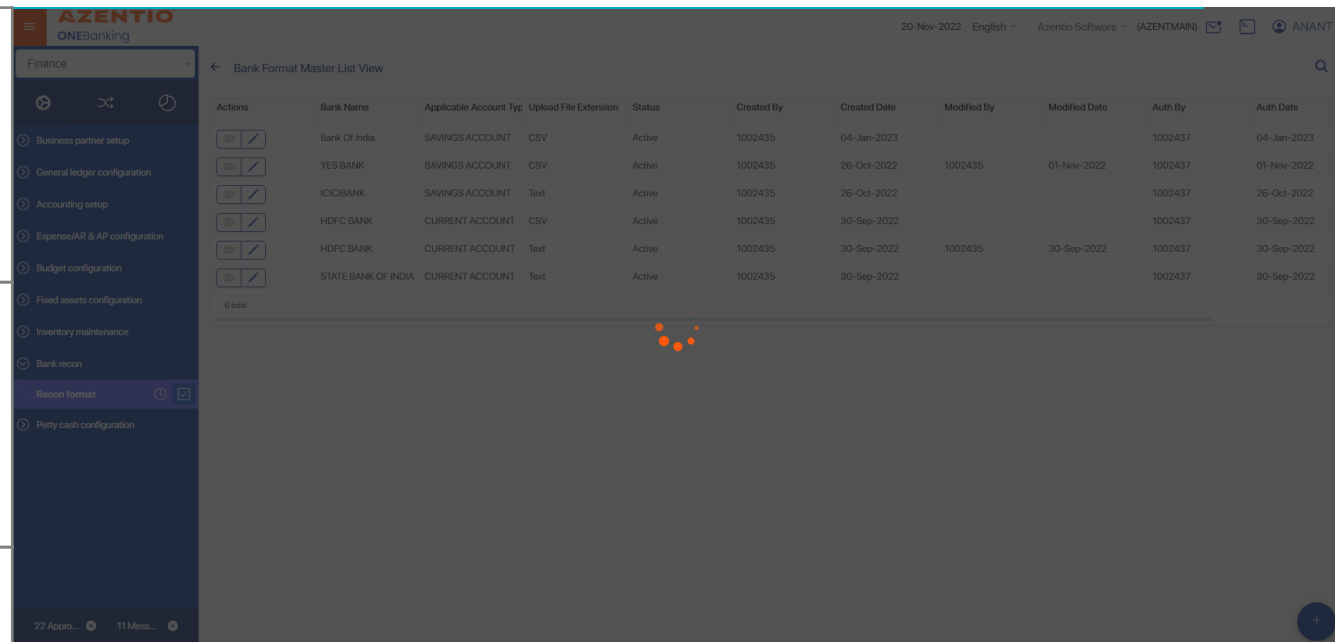 AZENTIO
ONEBanking
20-Nov-2022 English Azentio Software (AZENTMAIN) ANANT
Finance
Bank Format Master List View
Business partner setup
General ledger configuration
Accounting setup
Expense/AR & AP configuration
Budget configuration
Fixed assets configuration
Inventory maintenance
Bank recon
Recon format
Petty cash configuration
22 Appro... 11 Mess...
Actions Bank Name Applicable Account Typ Upload File Extension Status Created By Created Date Modified By Modified Date Auth By Auth Date
Bank Of India SAVINGS ACCOUNT CSV Active 1002435 04-Jan-2023 1002437 04-Jan-2023
YES BANK SAVINGS ACCOUNT CSV Active 1002435 26-Oct-2022 1002435 01-Nov-2022 1002437 01-Nov-2022
ICICIBANK SAVINGS ACCOUNT Text Active 1002435 26-Oct-2022 1002437 26-Oct-2022
HDFC BANK CURRENT ACCOUNT CSV Active 1002435 30-Sep-2022 1002437 30-Sep-2022
HDFC BANK CURRENT ACCOUNT Text Active 1002435 30-Sep-2022 1002435 30-Sep-2022 1002437 30-Sep-2022
STATE BANK OF INDIA CURRENT ACCOUNT Text Active 1002435 30-Sep-2022 1002437 30-Sep-2022
6 total